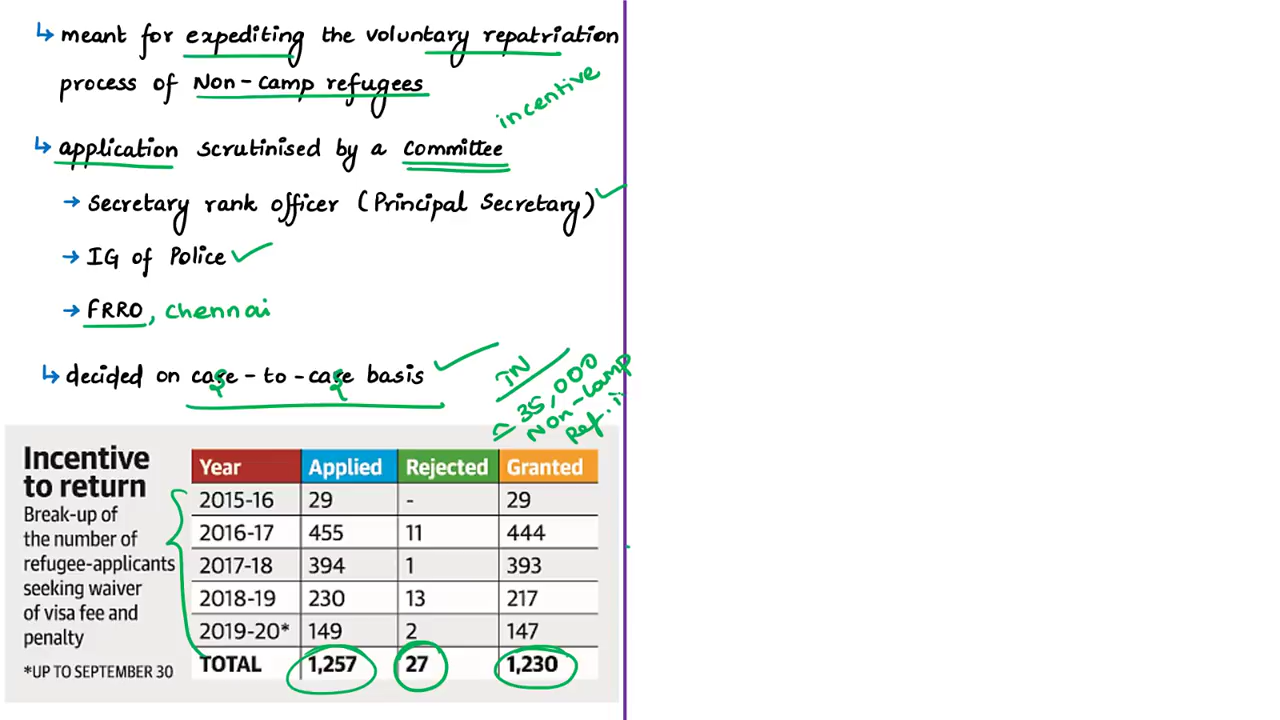 ↳ meant for expediting the voluntary repatriation
process of Non-camp refugees
incentive
↳ application scrutinised by a committee
→ Secretary rank officer (Principal Secretary)
→ IG of Police
→ FRRO, Chennai
↳ decided on case-to-case basis
TN
≈ 35,000
Non-camp
Ref.
Incentive
to return
Break-up of
the number of
refugee-applicants
seeking waiver
of visa fee and
penalty
*UP TO SEPTEMBER 30
Year Applied Rejected Granted
2015-16 29 - 29
2016-17 455 11 444
2017-18 394 1 393
2018-19 230 13 217
2019-20* 149 2 147
TOTAL 1,257 27 1,230